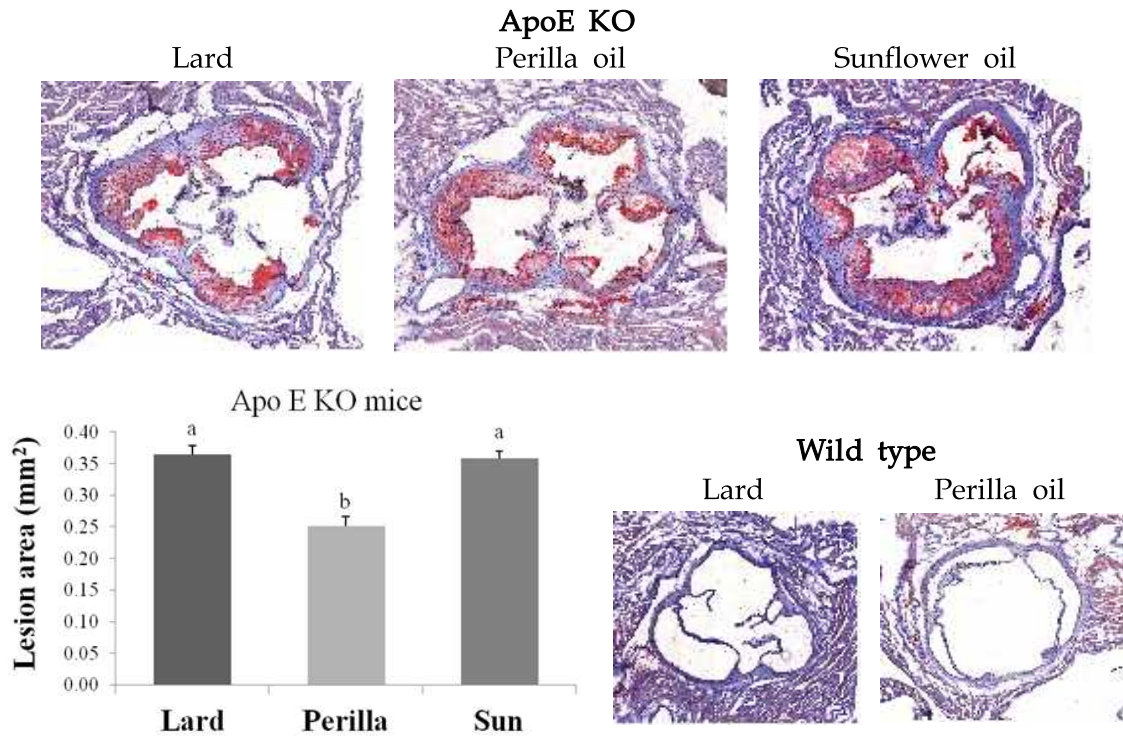 ApoE KO
Lard Perilla oil Sunflower oil
Apo E KO mice
Lesion area (mm²)
0.40
0.35
0.30
0.25
0.20
0.15
0.10
0.05
0.00
a
b
a
Lard Perilla Sun
Wild type
Lard Perilla oil